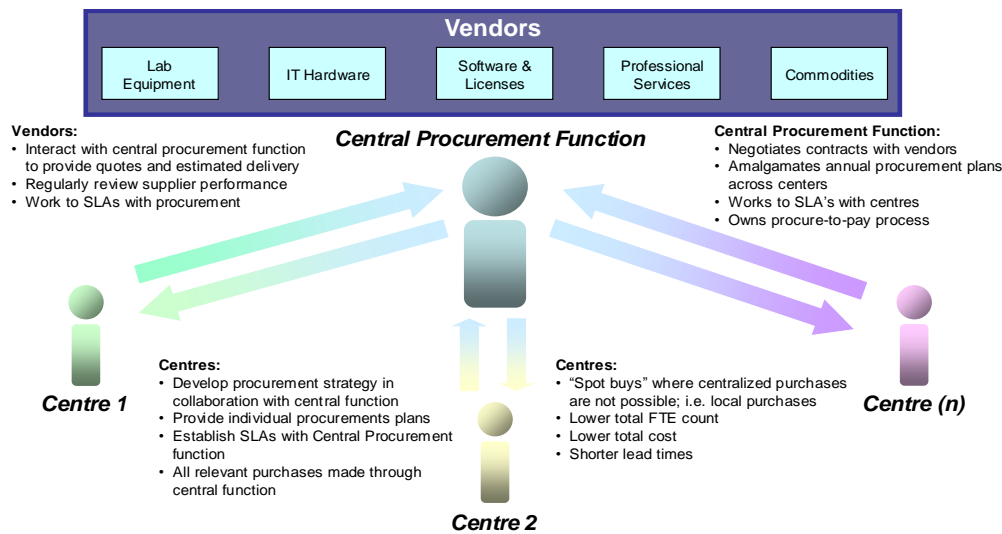 Vendors
Lab
Equipment
IT Hardware
Software &
Licenses
Professional
Services
Commodities
Vendors:
• Interact with central procurement function
to provide quotes and estimated delivery
• Regularly review supplier performance
• Work to SLAs with procurement
Central Procurement Function
Central Procurement Function:
• Negotiates contracts with vendors
• Amalgamates annual procurement plans
across centers
• Works to SLA's with centres
• Owns procure-to-pay process
Centre 1
Centres:
• Develop procurement strategy in
collaboration with central function
• Provide individual procurements plans
• Establish SLAs with Central Procurement
function
• All relevant purchases made through
central function
Centres:
• “Spot buys” where centralized purchases
are not possible; i.e. local purchases
• Lower total FTE count
• Lower total cost
• Shorter lead times
Centre (n)
Centre 2